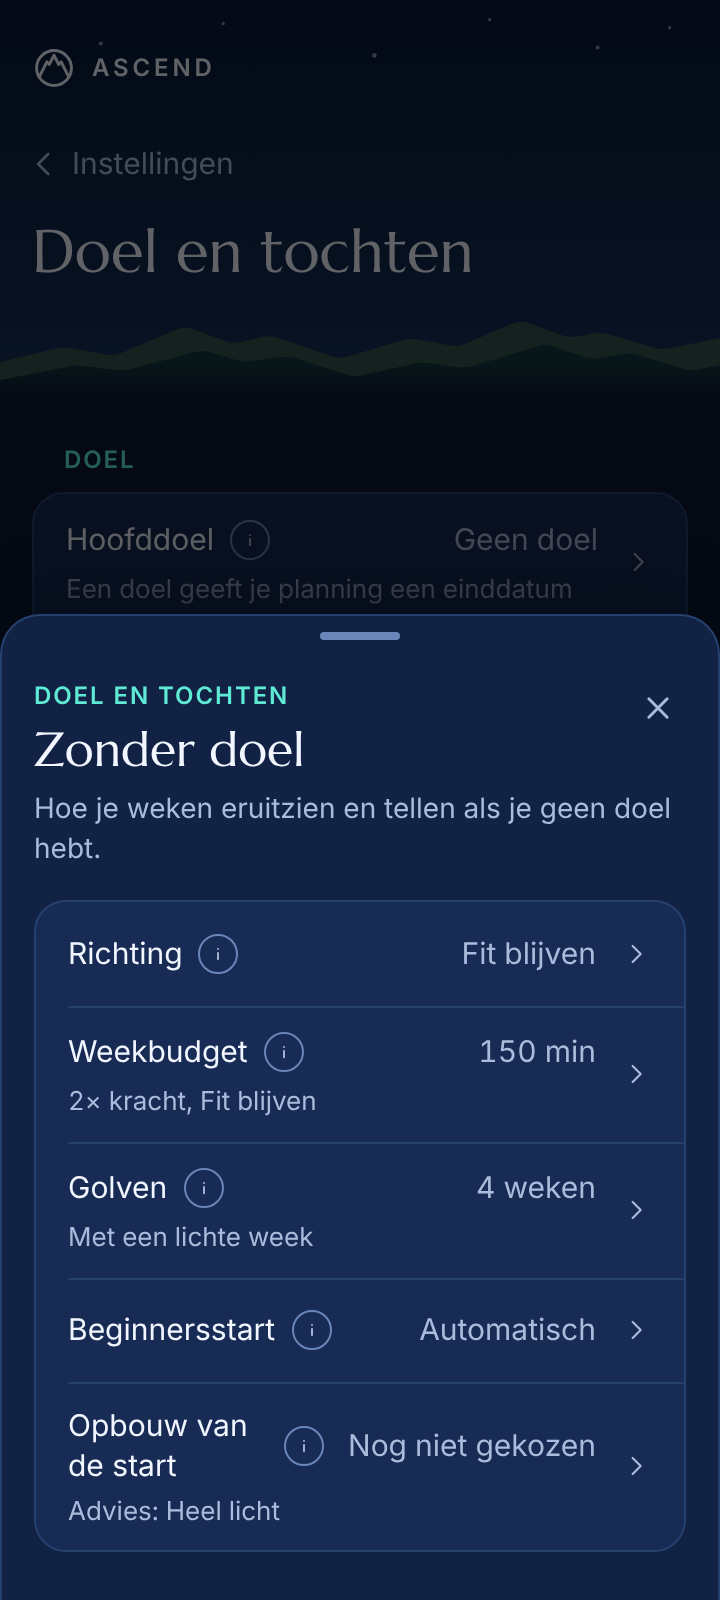 ASCEND
Instellingen
Doel en tochten
DOEL
Hoofddoel i Geen doel
Een doel geeft je planning een einddatum
DOEL EN TOCHTEN
Zonder doel
Hoe je weken eruitzien en tellen als je geen doel
hebt.
Richting i Fit blijven
Weekbudget i 150 min
2× kracht, Fit blijven
Golven i 4 weken
Met een lichte week
Beginnersstart i Automatisch
Opbouw van
de start i Nog niet gekozen
Advies: Heel licht